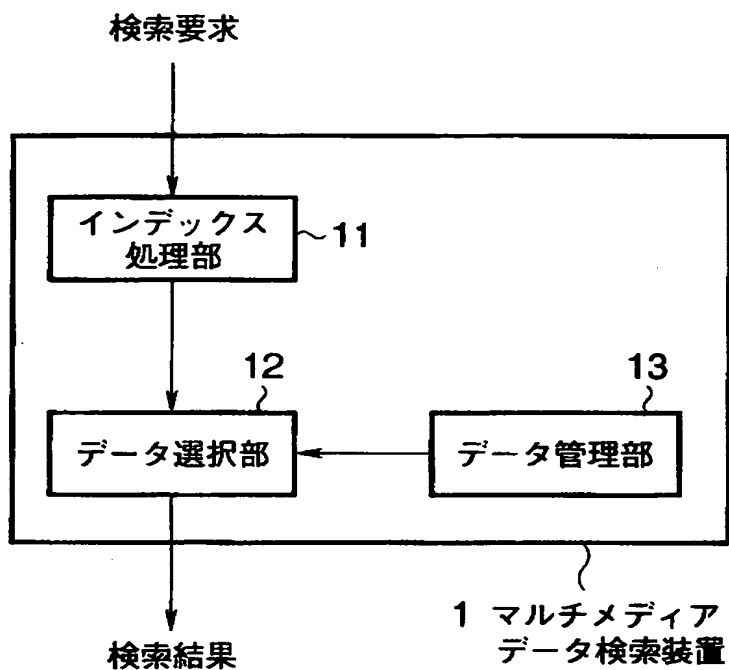 検索要求
インデックス
処理部
11
12
13
データ選択部
データ管理部
1 マルチメディア
データ検索装置
検索結果